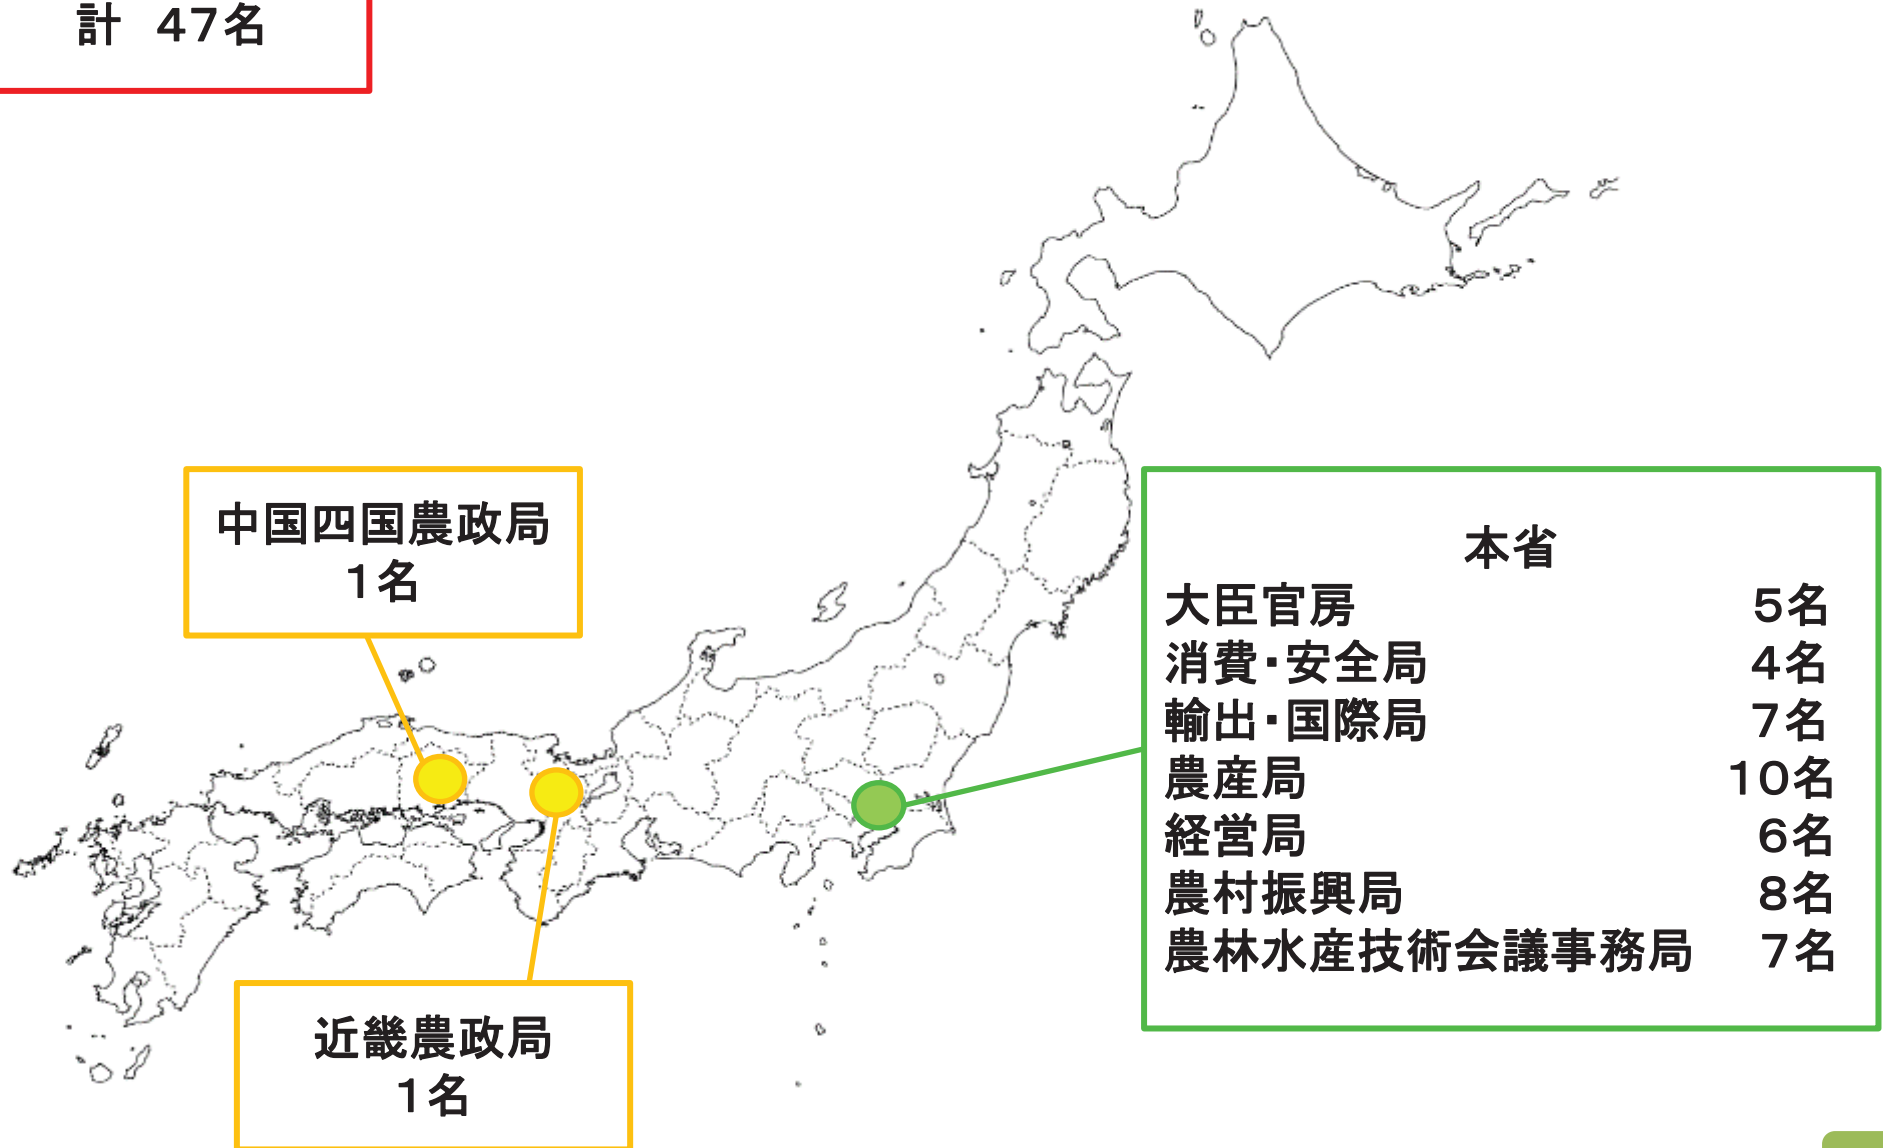 計　47名
中国四国農政局
1名
本省
大臣官房　5名
消費・安全局　4名
輸出・国際局　7名
農産局　10名
経営局　6名
農村振興局　8名
農林水産技術会議事務局　7名
近畿農政局
1名